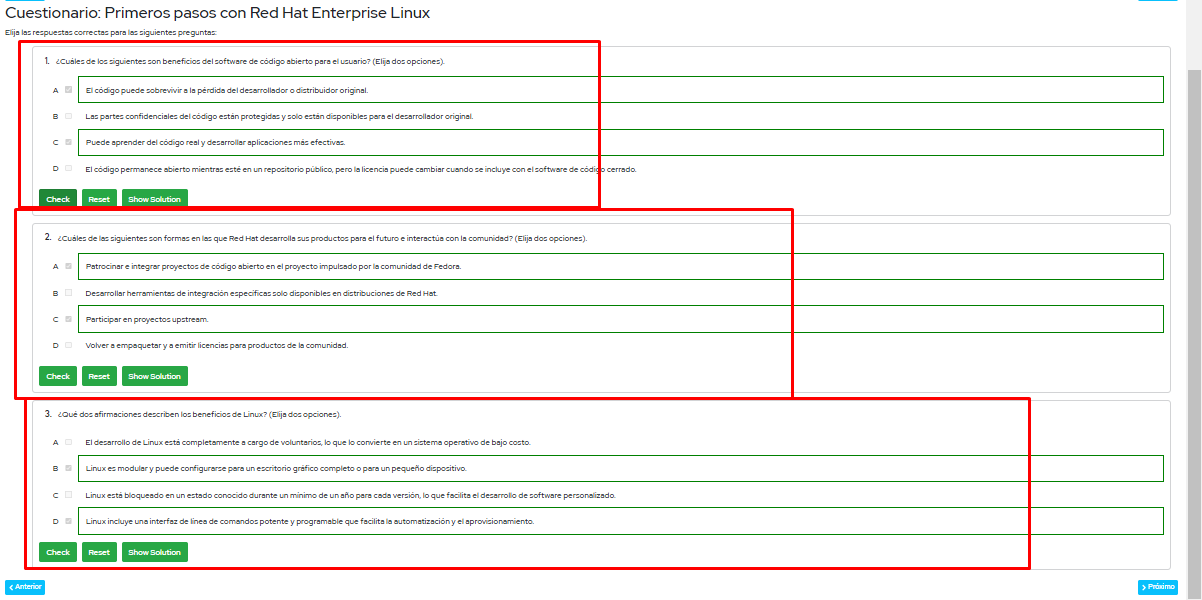 Cuestionario: Primeros pasos con Red Hat Enterprise Linux
Elija las respuestas correctas para las siguientes preguntas:
1. ¿Cuáles de los siguientes son beneficios del software de código abierto para el usuario? (Elija dos opciones).
A El código puede sobrevivir a la pérdida del desarrollador o distribuidor original.
B Las partes confidenciales del código están protegidas y solo están disponibles para el desarrollador original.
C Puede aprender del código real y desarrollar aplicaciones más efectivas.
D El código permanece abierto mientras esté en un repositorio público, pero la licencia puede cambiar cuando se incluye con el software de código cerrado.
Check Reset Show Solution
2. ¿Cuáles de las siguientes son formas en las que Red Hat desarrolla sus productos para el futuro e interactúa con la comunidad? (Elija dos opciones).
A Patrocinar e integrar proyectos de código abierto en el proyecto impulsado por la comunidad de Fedora.
B Desarrollar herramientas de integración específicas solo disponibles en distribuciones de Red Hat.
C Participar en proyectos upstream.
D Volver a empaquetar y a emitir licencias para productos de la comunidad.
Check Reset Show Solution
3. ¿Qué dos afirmaciones describen los beneficios de Linux? (Elija dos opciones).
A El desarrollo de Linux está completamente a cargo de voluntarios, lo que lo convierte en un sistema operativo de bajo costo.
B Linux es modular y puede configurarse para un escritorio gráfico completo o para un pequeño dispositivo.
C Linux está bloqueado en un estado conocido durante un mínimo de un año para cada versión, lo que facilita el desarrollo de software personalizado.
D Linux incluye una interfaz de línea de comandos potente y programable que facilita la automatización y el aprovisionamiento.
Check Reset Show Solution
Anterior Próximo